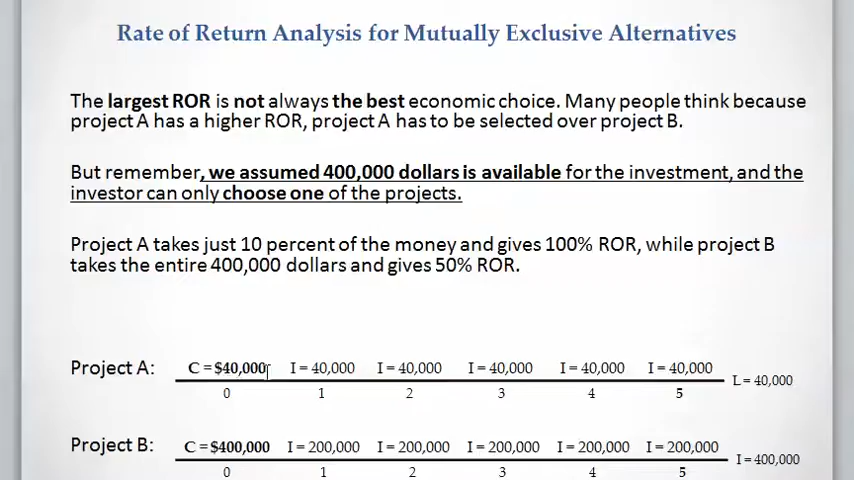 Rate of Return Analysis for Mutually Exclusive Alternatives
The largest ROR is not always the best economic choice. Many people think because
project A has a higher ROR, project A has to be selected over project B.
But remember, we assumed 400,000 dollars is available for the investment, and the
investor can only choose one of the projects.
Project A takes just 10 percent of the money and gives 100% ROR, while project B
takes the entire 400,000 dollars and gives 50% ROR.
Project A: C =$40,000 I = 40,000 I = 40,000 I = 40,000 I = 40,000 I = 40,000
L= 40,000
0 1 2 3 4 5
Project B: C =$400,000 I = 200,000 I = 200,000 I = 200,000 I = 200,000 I = 200,000
I = 400,000
0 1 2 3 4 5